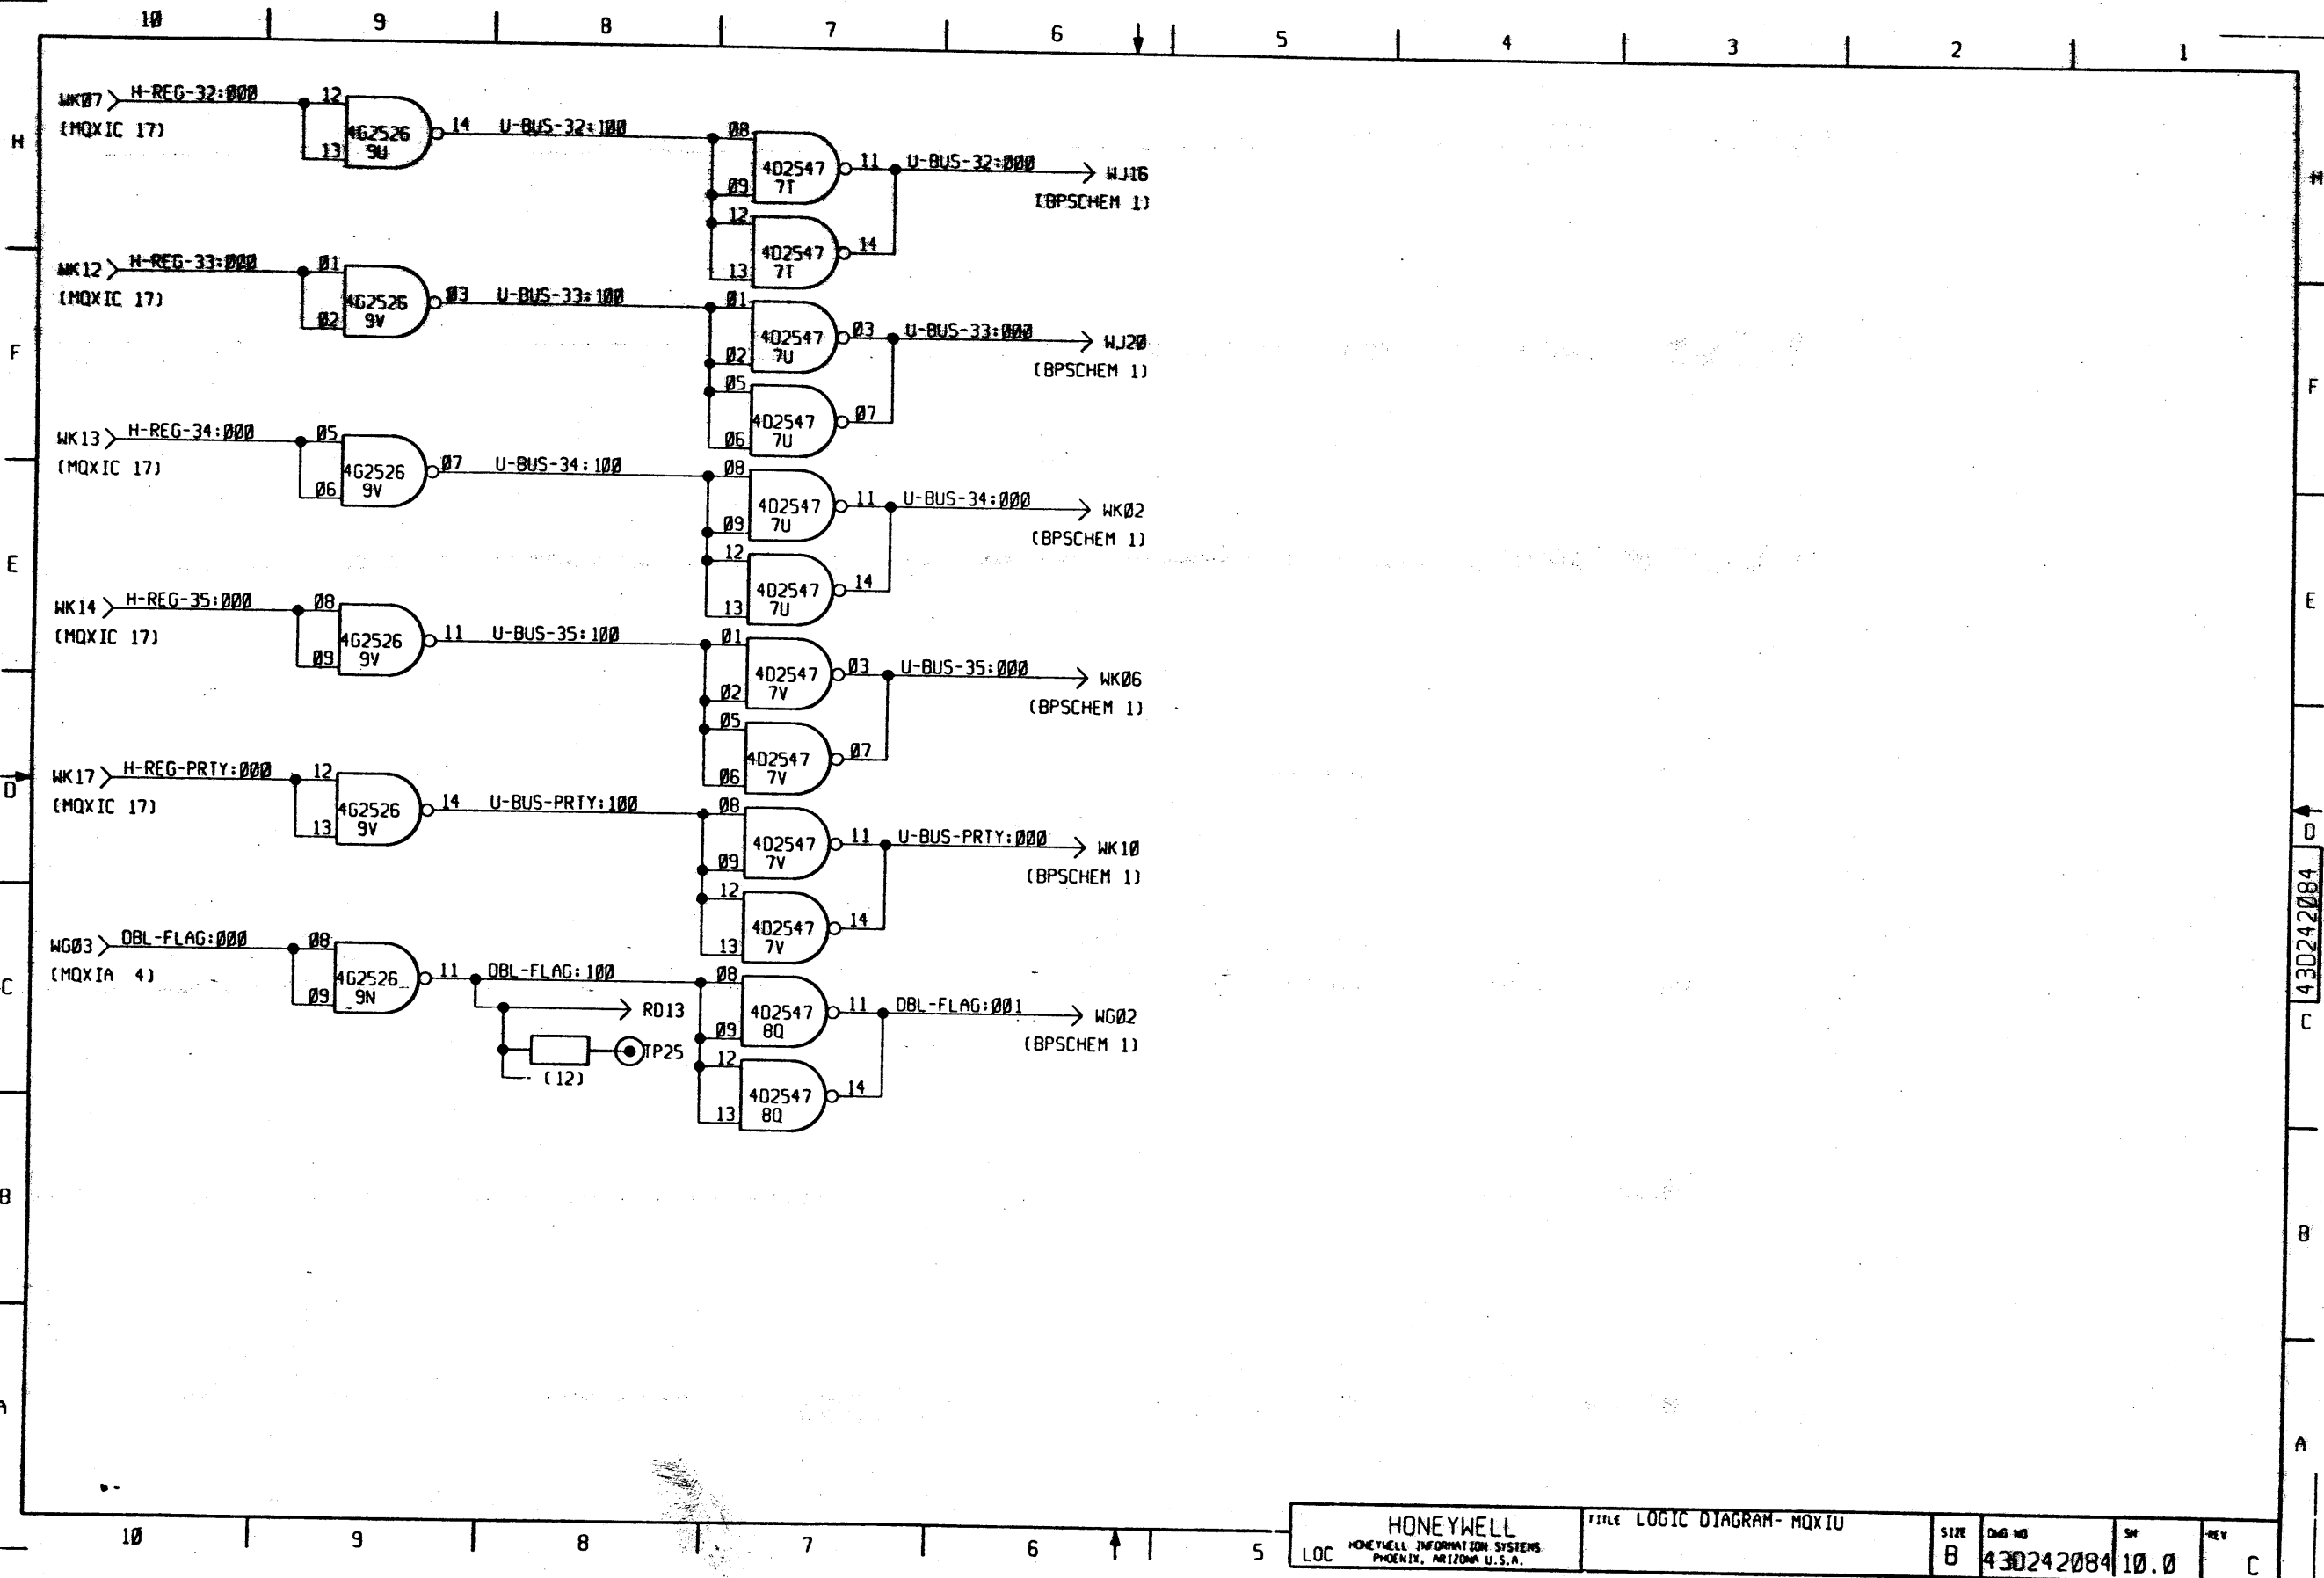 10 9 8 7 6 5 4 3 2 1
H
WK07 H-REG-32:000
(MQXIC 17)
12
13
4G2526
9U
14 U-BUS-32:100
08
09
4D2547
7T
11 U-BUS-32:000
WJ16
(BPSCHEM 1)
12
13
4D2547
7T
14
H
WK12 H-REG-33:000
(MQXIC 17)
01
02
4G2526
9V
03 U-BUS-33:100
01
02
4D2547
7U
03 U-BUS-33:000
WJ20
(BPSCHEM 1)
F
05
06
4D2547
7U
07
F
WK13 H-REG-34:000
(MQXIC 17)
05
06
4G2526
9V
07 U-BUS-34:100
08
09
4D2547
7U
11 U-BUS-34:000
WK02
(BPSCHEM 1)
E
12
13
4D2547
7U
14
E
WK14 H-REG-35:000
(MQXIC 17)
08
09
4G2526
9V
11 U-BUS-35:100
01
02
4D2547
7V
03 U-BUS-35:000
WK06
(BPSCHEM 1)
05
06
4D2547
7V
07
D
WK17 H-REG-PRTY:000
(MQXIC 17)
12
13
4G2526
9V
14 U-BUS-PRTY:100
08
09
4D2547
7V
11 U-BUS-PRTY:000
WK10
(BPSCHEM 1)
D
12
13
4D2547
7V
14
43D242084
WG03 DBL-FLAG:000
(MQXIA 4)
08
09
4G2526
9N
11 DBL-FLAG:100
RD13
TP25
(12)
08
09
4D2547
8Q
11 DBL-FLAG:001
WG02
(BPSCHEM 1)
C
12
13
4D2547
8Q
14
C
B
B
A
A
10 9 8 7 6 5
LOC
HONEYWELL
HONEYWELL INFORMATION SYSTEMS
PHOENIX, ARIZONA U.S.A.
TITLE LOGIC DIAGRAM- MQXIU
SIZE
B
DWG NO
43D242084
SH
10.0
REV
C